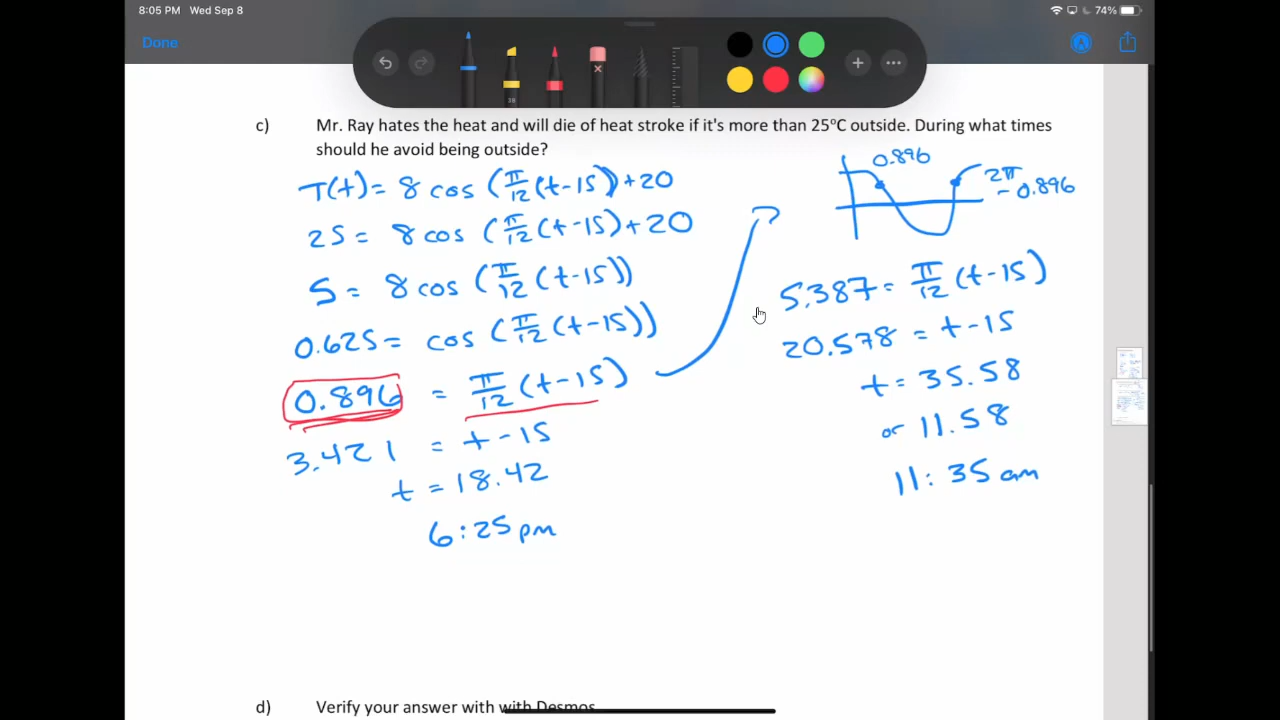 8:05 PM Wed Sep 8
74%
Done
c) Mr. Ray hates the heat and will die of heat stroke if it's more than 25°C outside. During what times
should he avoid being outside?
T(t) = 8 cos (π/12 (t-15)) + 20
25 = 8 cos (π/12 (t-15) + 20
5 = 8 cos (π/12 (t-15))
0.625 = cos (π/12 (t-15))
0.896 = π/12 (t-15)
3.421 = t-15
t = 18.42
6:25 pm
0.896
2π
- 0.896
5.387 = π/12 (t-15)
20.578 = t-15
t = 35.58
or 11.58
11:35 am
d) Verify your answer with with Desmos